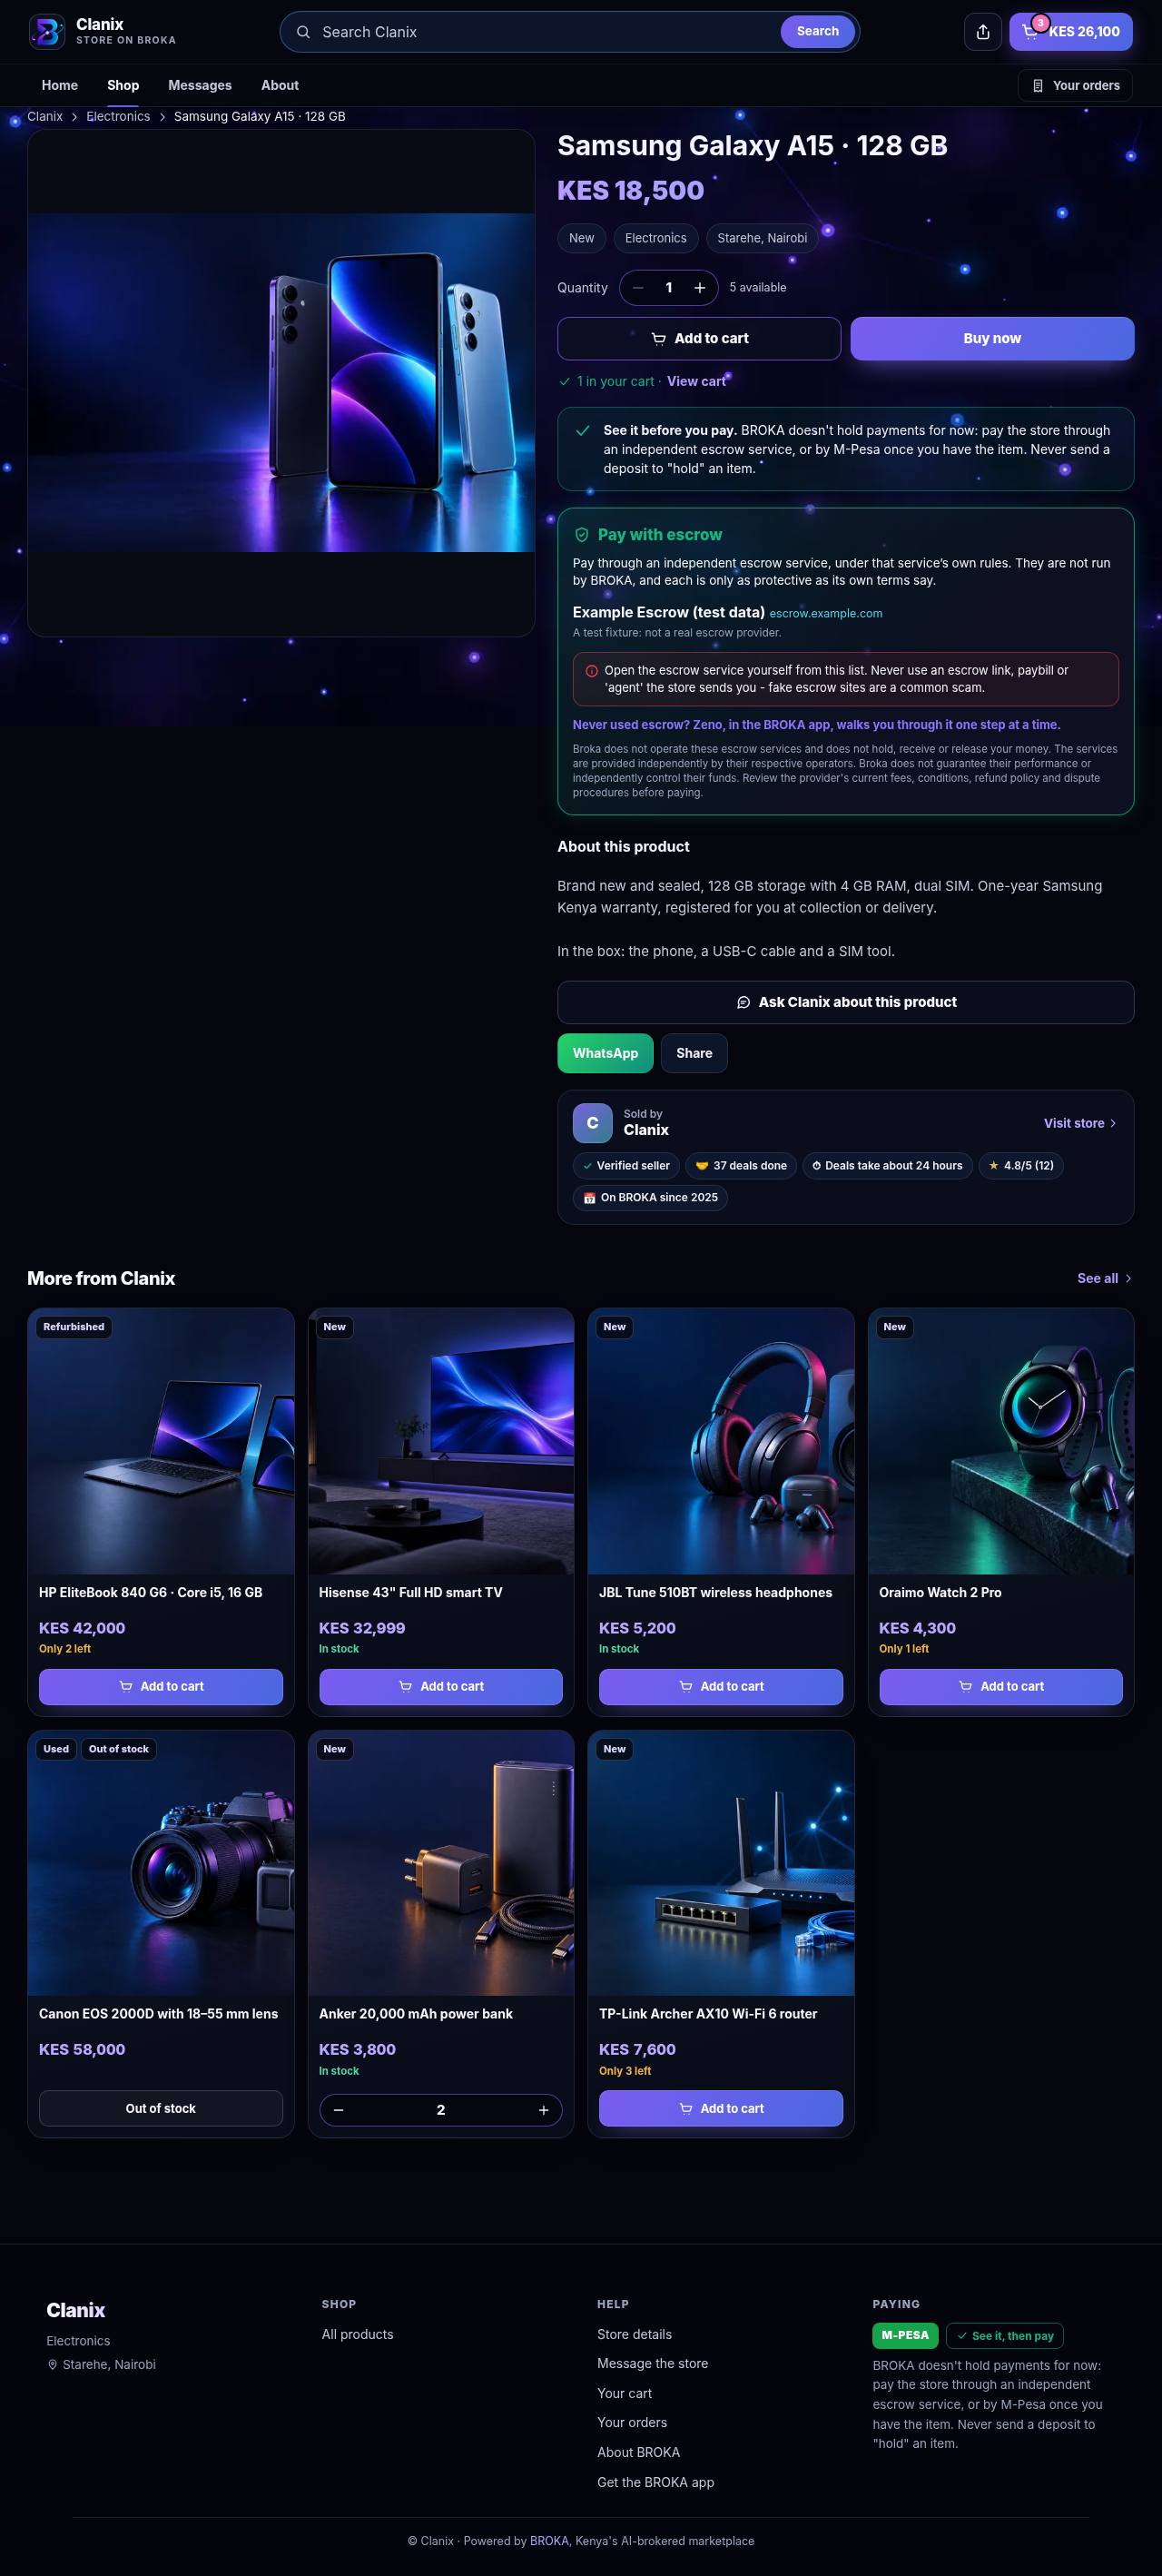 Clanix
STORE ON BROKA
Search Clanix
Search
3
KES 26,100
Home
Shop
Messages
About
Your orders
Clanix
Electronics
Samsung Galaxy A15 · 128 GB
Samsung Galaxy A15 · 128 GB
KES 18,500
New
Electronics
Starehe, Nairobi
Quantity
1
5 available
Add to cart
Buy now
1 in your cart · View cart
See it before you pay. BROKA doesn't hold payments for now: pay the store through
an independent escrow service, or by M-Pesa once you have the item. Never send a
deposit to "hold" an item.
Pay with escrow
Pay through an independent escrow service, under that service's own rules. They are not run
by BROKA, and each is only as protective as its own terms say.
Example Escrow (test data) escrow.example.com
A test fixture: not a real escrow provider.
Open the escrow service yourself from this list. Never use an escrow link, paybill or
'agent' the store sends you - fake escrow sites are a common scam.
Never used escrow? Zeno, in the BROKA app, walks you through it one step at a time.
Broka does not operate these escrow services and does not hold, receive or release your money. The services
are provided independently by their respective operators. Broka does not guarantee their performance or
independently control their funds. Review the provider's current fees, conditions, refund policy and dispute
procedures before paying.
About this product
Brand new and sealed, 128 GB storage with 4 GB RAM, dual SIM. One-year Samsung
Kenya warranty, registered for you at collection or delivery.
In the box: the phone, a USB-C cable and a SIM tool.
Ask Clanix about this product
WhatsApp
Share
C
Sold by
Clanix
Visit store
Verified seller
37 deals done
Deals take about 24 hours
4.8/5 (12)
On BROKA since 2025
More from Clanix
See all
Refurbished
New
New
New
HP EliteBook 840 G6 · Core i5, 16 GB
KES 42,000
Only 2 left
Add to cart
Hisense 43" Full HD smart TV
KES 32,999
In stock
Add to cart
JBL Tune 510BT wireless headphones
KES 5,200
In stock
Add to cart
Oraimo Watch 2 Pro
KES 4,300
Only 1 left
Add to cart
Used
Out of stock
New
New
Canon EOS 2000D with 18–55 mm lens
KES 58,000
Out of stock
Anker 20,000 mAh power bank
KES 3,800
In stock
2
TP-Link Archer AX10 Wi-Fi 6 router
KES 7,600
Only 3 left
Add to cart
Clanix
Electronics
Starehe, Nairobi
SHOP
All products
HELP
Store details
Message the store
Your cart
Your orders
About BROKA
Get the BROKA app
PAYING
M-PESA
See it, then pay
BROKA doesn't hold payments for now:
pay the store through an independent
escrow service, or by M-Pesa once you
have the item. Never send a deposit to
"hold" an item.
© Clanix · Powered by BROKA, Kenya's AI-brokered marketplace